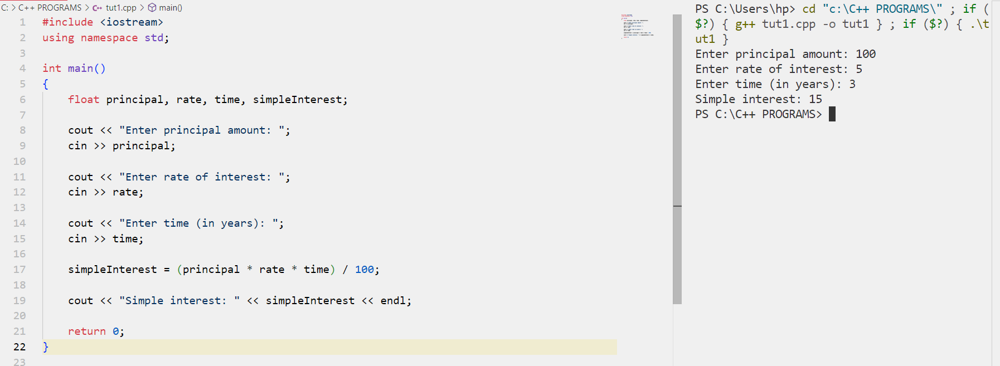 C: > C++ PROGRAMS > C++ tut1.cpp > main()
1 #include <iostream>
2 using namespace std;
3
4 int main()
5 {
6     float principal, rate, time, simpleInterest;
7
8     cout << "Enter principal amount: ";
9     cin >> principal;
10
11     cout << "Enter rate of interest: ";
12     cin >> rate;
13
14     cout << "Enter time (in years): ";
15     cin >> time;
16
17     simpleInterest = (principal * rate * time) / 100;
18
19     cout << "Simple interest: " << simpleInterest << endl;
20
21     return 0;
22 }
23
PS C:\Users\hp> cd "c:\C++ PROGRAMS\" ; if (
$?) { g++ tut1.cpp -o tut1 } ; if ($?) { .\t
ut1 }
Enter principal amount: 100
Enter rate of interest: 5
Enter time (in years): 3
Simple interest: 15
PS C:\C++ PROGRAMS>